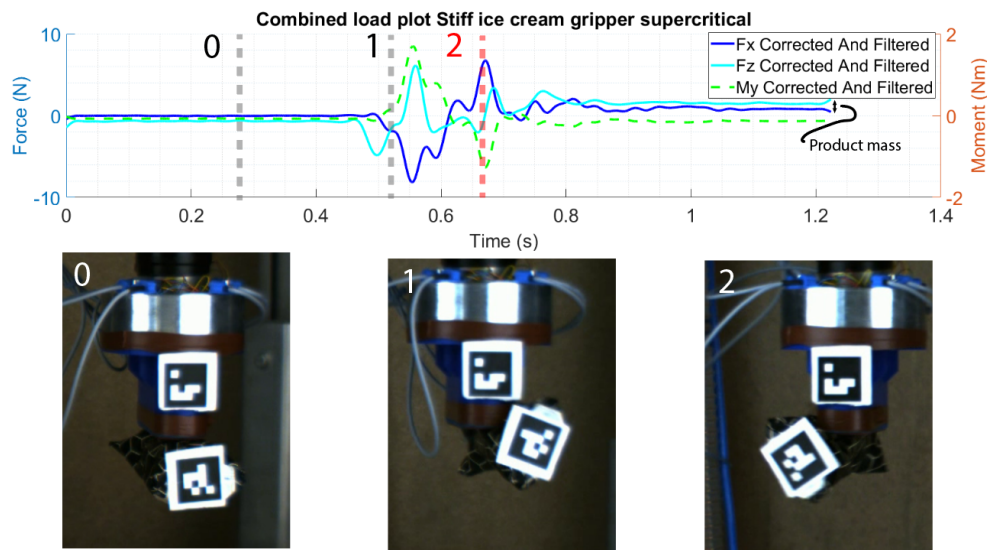 Combined load plot Stiff ice cream gripper supercritical
10
0
-10
Force (N)
0
1
2
Fx Corrected And Filtered
Fz Corrected And Filtered
My Corrected And Filtered
Product mass
2
1
0
-1
-2
Moment (Nm)
0
0.2
0.4
0.6
0.8
1
1.2
1.4
Time (s)
0
1
2